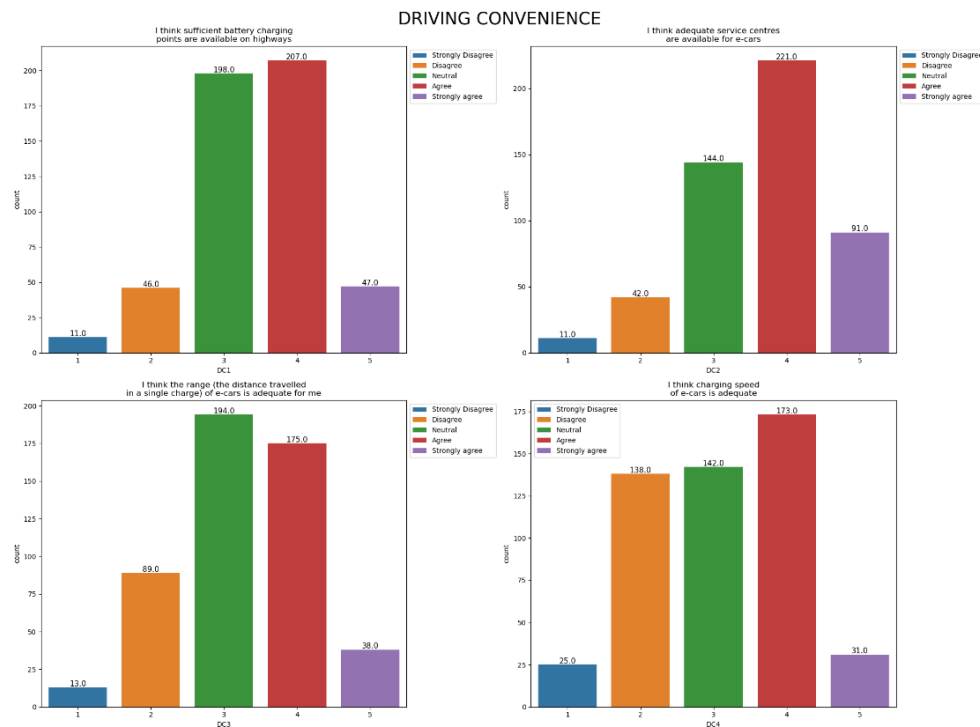 DRIVING CONVENIENCE
I think sufficient battery charging
points are available on highways
200
175
150
125
100
75
50
25
0
count
11.0
46.0
198.0
207.0
47.0
1 2 3 4 5
DC1
Strongly Disagree
Disagree
Neutral
Agree
Strongly agree
I think adequate service centres
are available for e-cars
200
150
100
50
0
count
11.0
42.0
144.0
221.0
91.0
1 2 3 4 5
DC2
Strongly Disagree
Disagree
Neutral
Agree
Strongly agree
I think the range (the distance travelled
in a single charge) of e-cars is adequate for me
200
175
150
125
100
75
50
25
0
count
13.0
89.0
194.0
175.0
38.0
1 2 3 4 5
DC3
Strongly Disagree
Disagree
Neutral
Agree
Strongly agree
I think charging speed
of e-cars is adequate
175
150
125
100
75
50
25
0
count
Strongly Disagree
Disagree
Neutral
Agree
Strongly agree
25.0
138.0
142.0
173.0
31.0
1 2 3 4 5
DC4